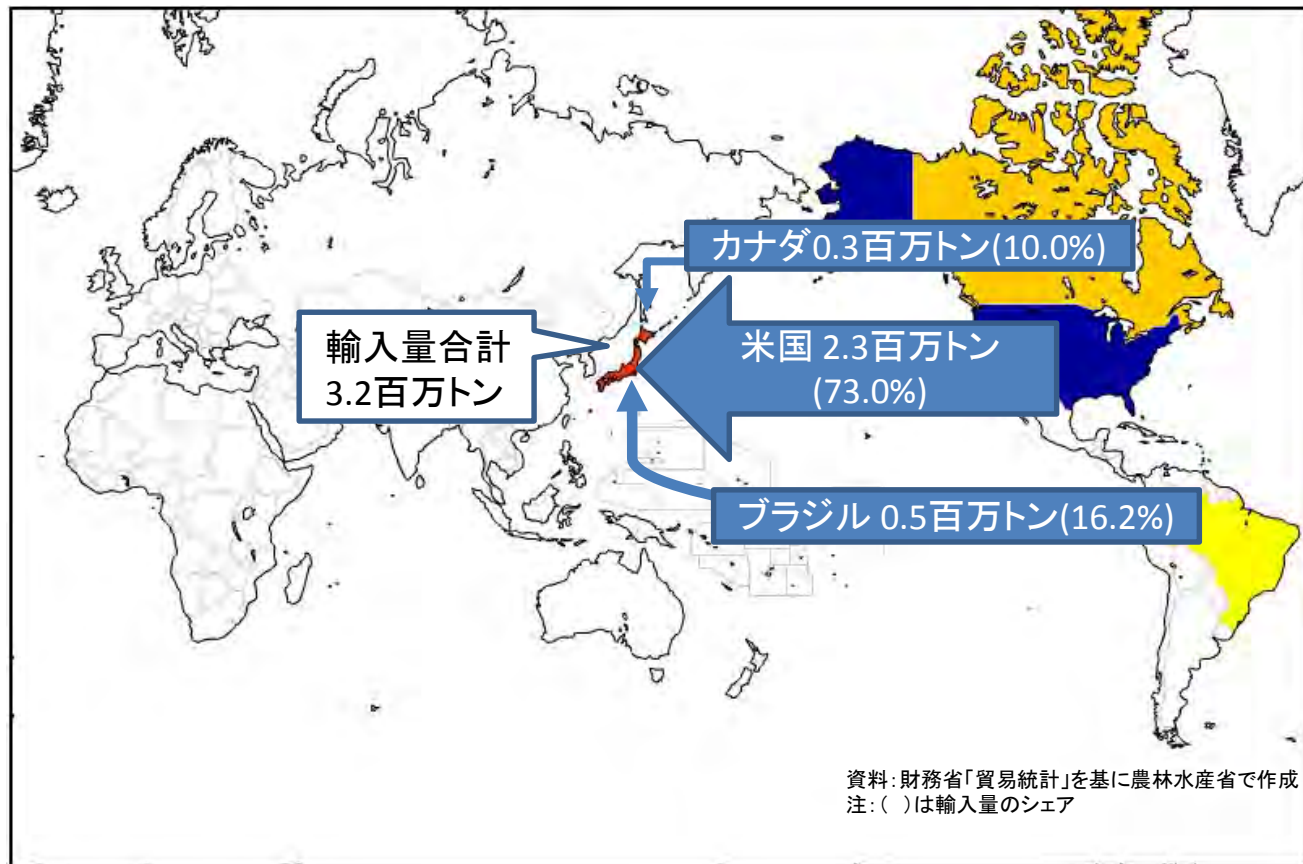 カナダ0.3百万トン(10.0%)
輸入量合計
3.2百万トン
米国 2.3百万トン
(73.0%)
ブラジル 0.5百万トン(16.2%)
資料:財務省「貿易統計」を基に農林水産省で作成
注:( )は輸入量のシェア